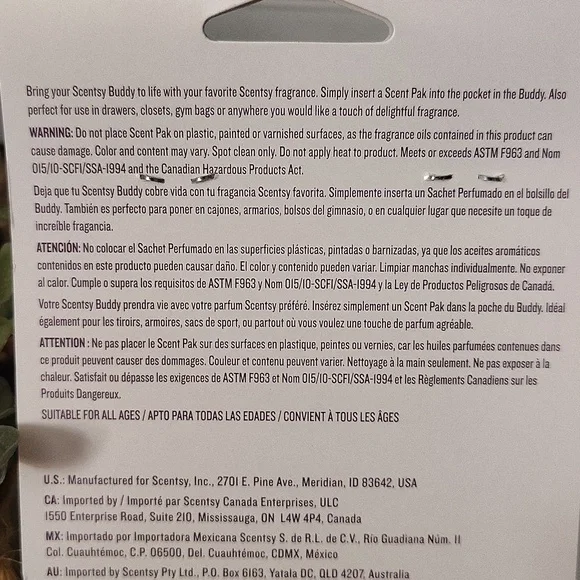 Bring your Scentsy Buddy to life with your favorite Scentsy fragrance. Simply insert a Scent Pak into the pocket in the Buddy. Also
perfect for use in drawers, closets, gym bags or anywhere you would like a touch of delightful fragrance.
WARNING: Do not place Scent Pak on plastic, painted or varnished surfaces, as the fragrance oils contained in this product can
cause damage. Color and content may vary. Spot clean only. Do not apply heat to product. Meets or exceeds ASTM F963 and Nom
015/10-SCFI/SSA-1994 and the Canadian Hazardous Products Act.
Deja que tu Scentsy Buddy cobre vida con tu fragancia Scentsy favorita. Simplemente inserta un Sachet Perfumado en el bolsillo del
Buddy. También es perfecto para poner en cajones, armarios, bolsos del gimnasio, o en cualquier lugar que necesite un toque de
increíble fragancia.
ATENCIÓN: No colocar el Sachet Perfumado en las superficies plásticas, pintadas o barnizadas, ya que los aceites aromáticos
contenidos en este producto pueden causar daño. El color y contenido pueden variar. Limpiar manchas individualmente. No exponer
al calor. Cumple o supera los requisitos de ASTM F963 y Nom 015/10-SCFI/SSA-1994 y la Ley de Productos Peligrosos de Canadá.
Votre Scentsy Buddy prendra vie avec votre parfum Scentsy préféré. Insérez simplement un Scent Pak dans la poche du Buddy. Idéal
également pour les tiroirs, armoires, sacs de sport, ou partout où vous voulez une touche de parfum agréable.
ATTENTION : Ne pas placer le Scent Pak sur des surfaces en plastique, peintes ou vernies, car les huiles parfumées contenues dans
ce produit peuvent causer des dommages. Couleur et contenu peuvent varier. Nettoyage à la main seulement. Ne pas exposer à la
chaleur. Satisfait ou dépasse les exigences de ASTM F963 et Nom 015/10-SCFI/SSA-1994 et les Règlements Canadiens sur les
Produits Dangereux.
SUITABLE FOR ALL AGES / APTO PARA TODAS LAS EDADES / CONVIENT À TOUS LES ÂGES
U.S.: Manufactured for Scentsy, Inc., 2701 E. Pine Ave., Meridian, ID 83642, USA
CA: Imported by / Importé par Scentsy Canada Enterprises, ULC
1550 Enterprise Road, Suite 210, Mississauga, ON L4W 4P4, Canada
MX: Importado por Importadora Mexicana Scentsy S. de R.L. de C.V., Río Guadiana Núm. 11
Col. Cuauhtémoc, C.P. 06500, Del. Cuauhtémoc, CDMX, México
AU: Imported by Scentsy Pty Ltd., P.O. Box 6163, Yatala DC, QLD 4207, Australia